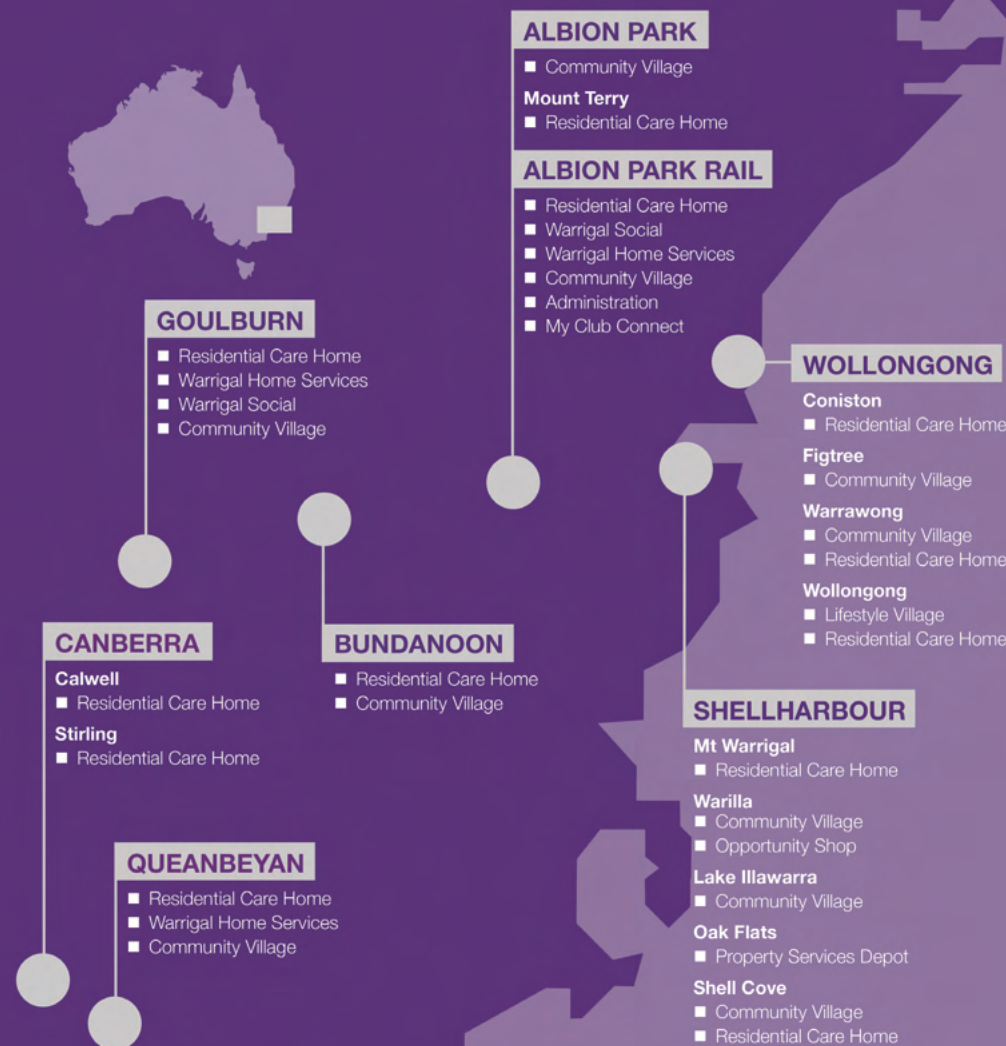 ALBION PARK
Community Village
Mount Terry
Residential Care Home
ALBION PARK RAIL
Residential Care Home
Warrigal Social
Warrigal Home Services
Community Village
Administration
My Club Connect
GOULBURN
Residential Care Home
Warrigal Home Services
Warrigal Social
Community Village
WOLLONGONG
Coniston
Residential Care Home
Figtree
Community Village
Warrawong
Community Village
Residential Care Home
Wollongong
Lifestyle Village
Residential Care Home
CANBERRA
Calwell
Residential Care Home
Stirling
Residential Care Home
BUNDANOON
Residential Care Home
Community Village
SHELLHARBOUR
Mt Warrigal
Residential Care Home
Warilla
Community Village
Opportunity Shop
Lake Illawarra
Community Village
Oak Flats
Property Services Depot
Shell Cove
Community Village
Residential Care Home
QUEANBEYAN
Residential Care Home
Warrigal Home Services
Community Village